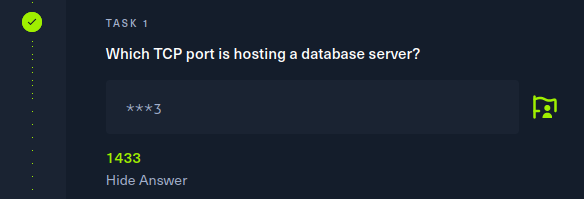 TASK 1
Which TCP port is hosting a database server?
***3
1433
Hide Answer